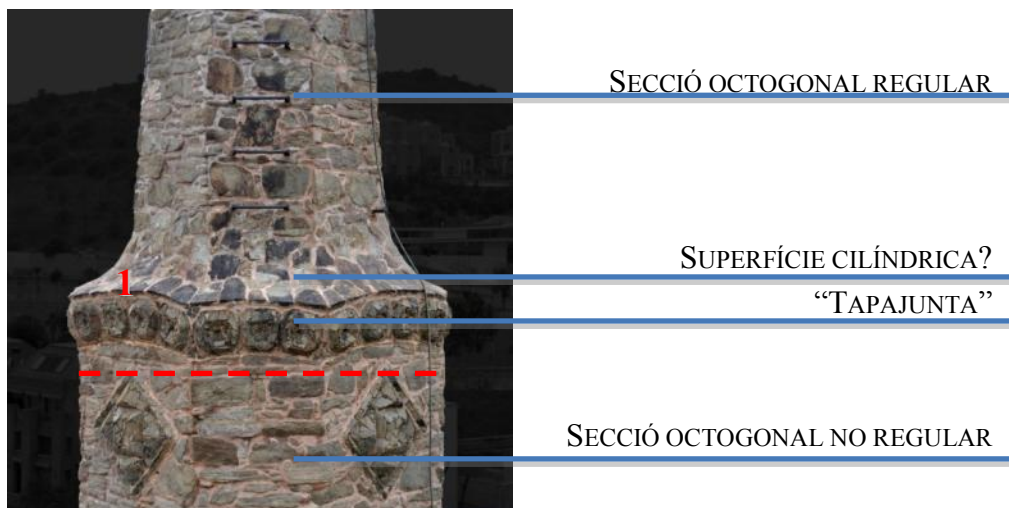 SECCIÓ OCTOGONAL REGULAR
SUPERFÍCIE CILÍNDRICA?
1
“TAPAJUNTA”
SECCIÓ OCTOGONAL NO REGULAR